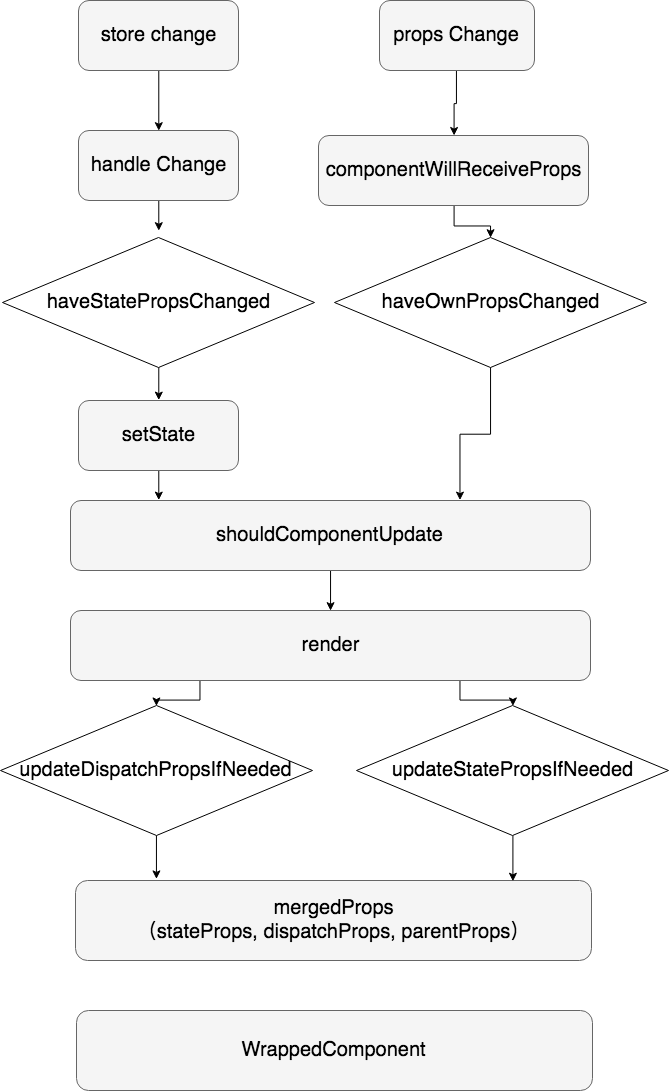 store change
props Change
handle Change
componentWillReceiveProps
haveStatePropsChanged
haveOwnPropsChanged
setState
shouldComponentUpdate
render
updateDispatchPropsIfNeeded
updateStatePropsIfNeeded
mergedProps
（stateProps, dispatchProps, parentProps）
WrappedComponent